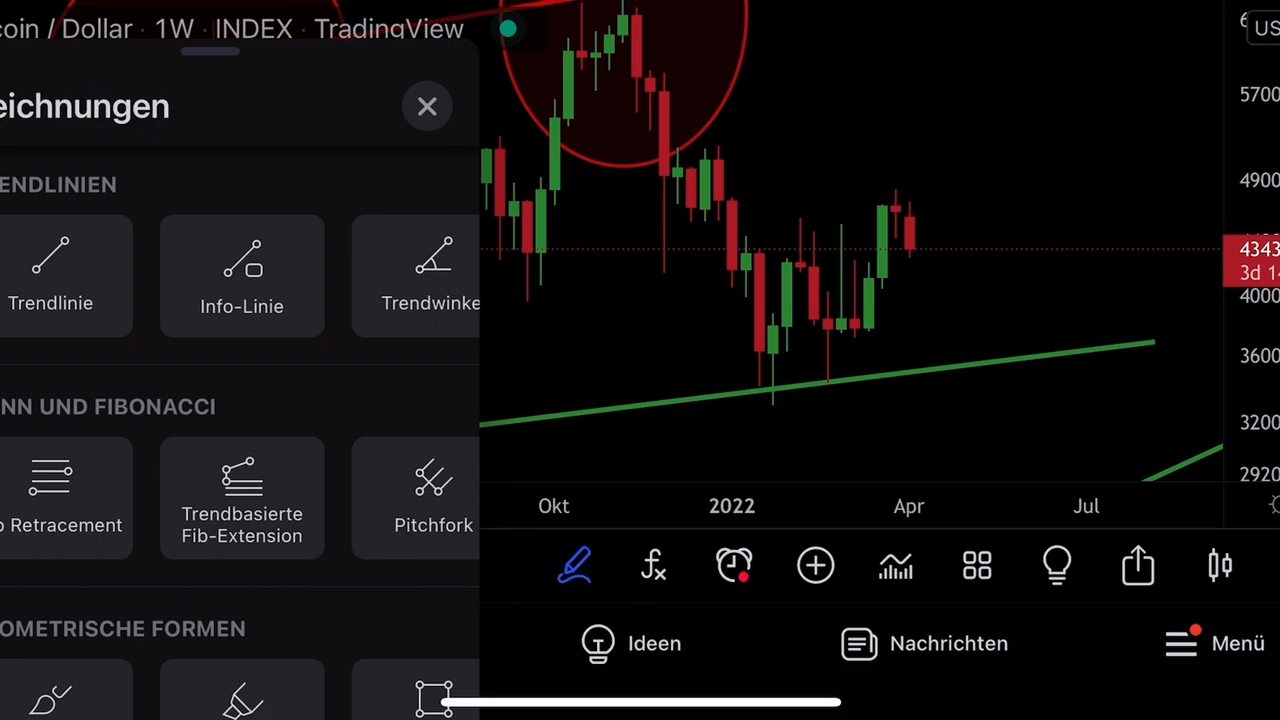 coin / Dollar · 1W · INDEX · TradingView
eichnungen
ENDLINIEN
Trendlinie
Info-Linie
Trendwinke
NN UND FIBONACCI
Retracement
Trendbasierte
Fib-Extension
Pitchfork
OMETRISCHE FORMEN
US
5700
4900
4343
3d 1
4000
3600
3200
2920
Okt
2022
Apr
Jul
Ideen
Nachrichten
Menü